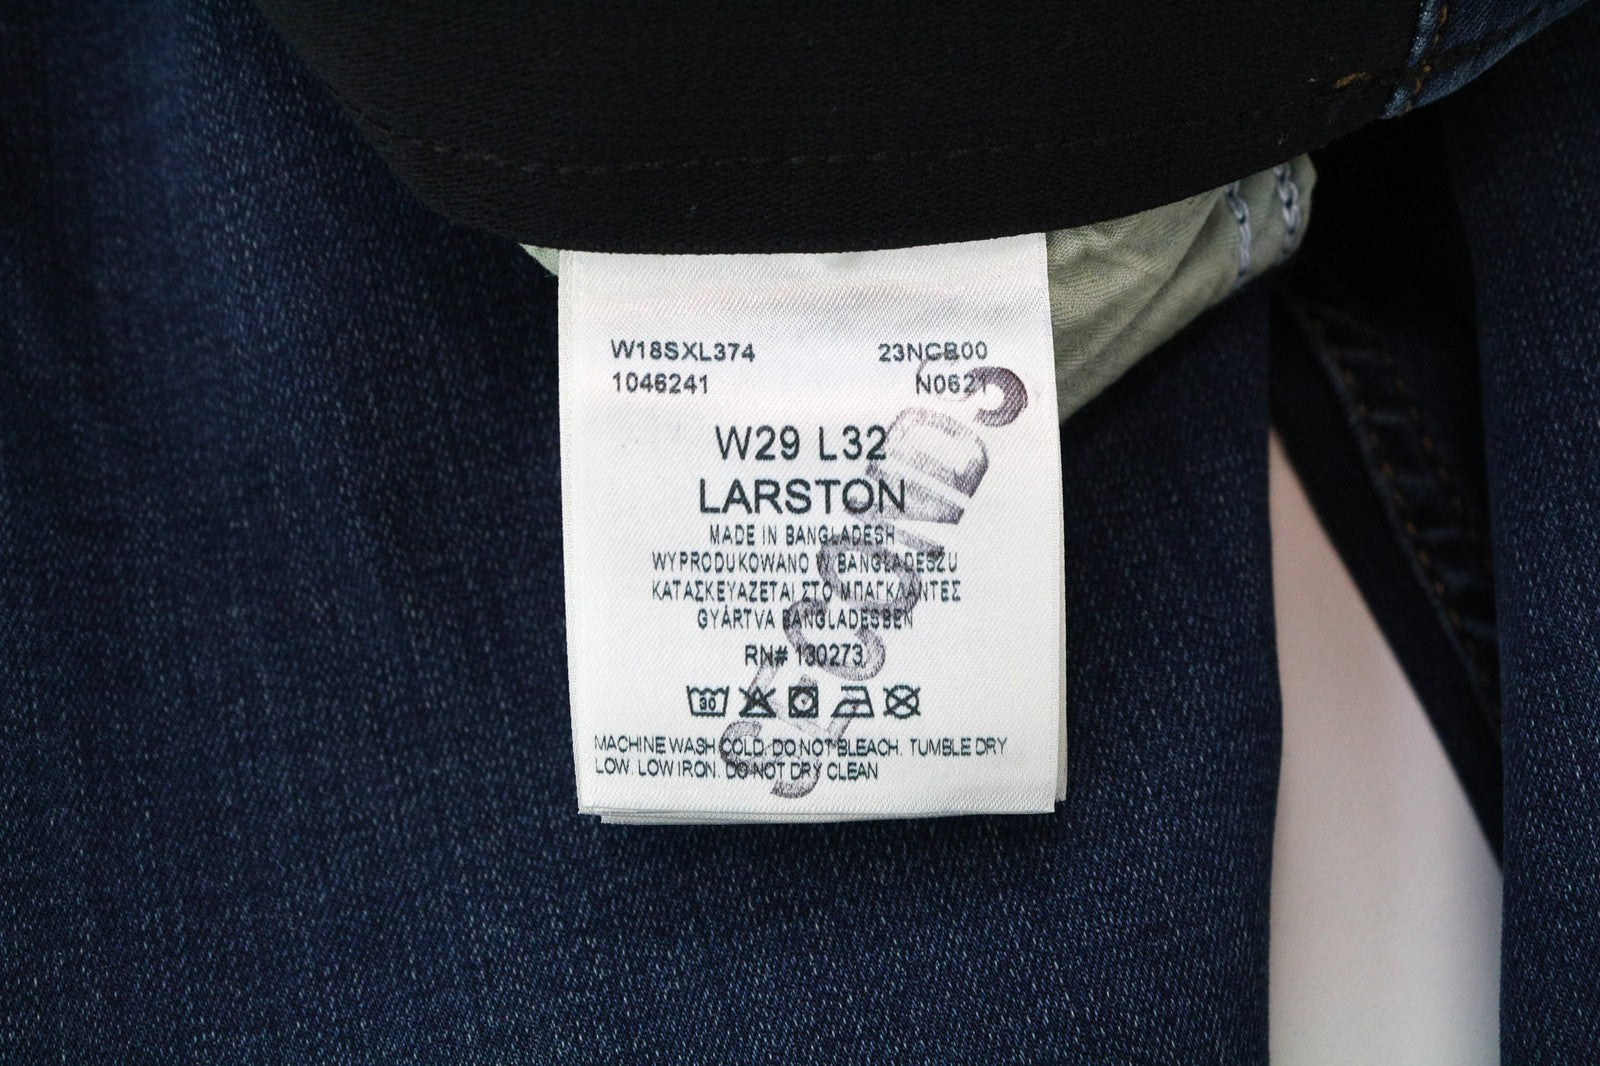 W18SXL374 23NCB00
1046241 N0621
W29 L32
LARSTON
MADE IN BANGLADESH
WYPRODUKOWANO W BANGLADESZU
ΚΑΤΑΣΚΕΥΑΖΕΤΑΙ ΣΤΟ ΜΠΑΓΚΛΑΝΤΕΣ
GYÁRTVA BANGLADESBEN
RN# 130273
30
MACHINE WASH COLD. DO NOT BLEACH. TUMBLE DRY
LOW. LOW IRON. DO NOT DRY CLEAN
SECONDS